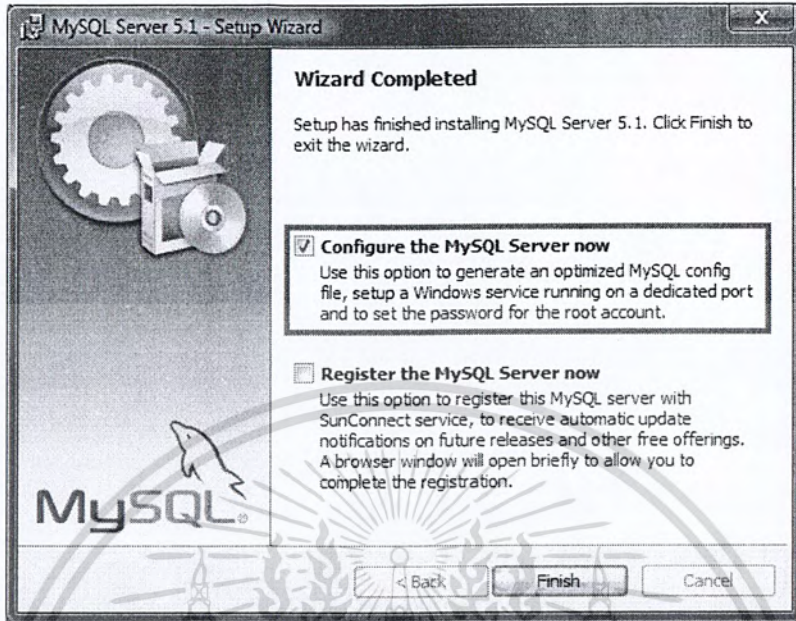 MySQL Server 5.1 - Setup Wizard
X
Wizard Completed
Setup has finished installing MySQL Server 5.1. Click Finish to
exit the wizard.
Configure the MySQL Server now
Use this option to generate an optimized MySQL config
file, setup a Windows service running on a dedicated port
and to set the password for the root account.
Register the MySQL Server now
Use this option to register this MySQL server with
SunConnect service, to receive automatic update
notifications on future releases and other free offerings.
A browser window will open briefly to allow you to
complete the registration.
MySQL®
< Back
Finish
Cancel